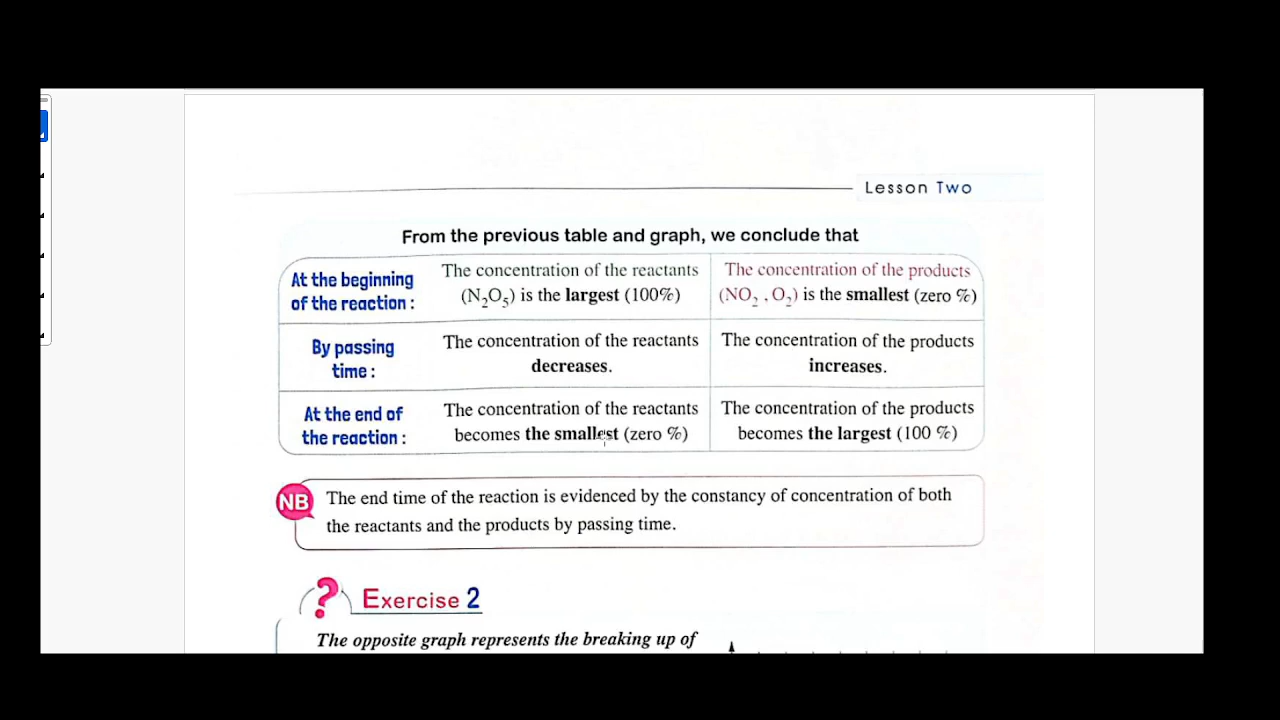 Lesson Two
From the previous table and graph, we conclude that
At the beginning
of the reaction :
The concentration of the reactants
(N₂O₅) is the largest (100%)
The concentration of the products
(NO₂ , O₂) is the smallest (zero %)
By passing
time :
The concentration of the reactants
decreases.
The concentration of the products
increases.
At the end of
the reaction :
The concentration of the reactants
becomes the smallest (zero %)
The concentration of the products
becomes the largest (100 %)
NB
The end time of the reaction is evidenced by the constancy of concentration of both
the reactants and the products by passing time.
? Exercise 2
The opposite graph represents the breaking up of